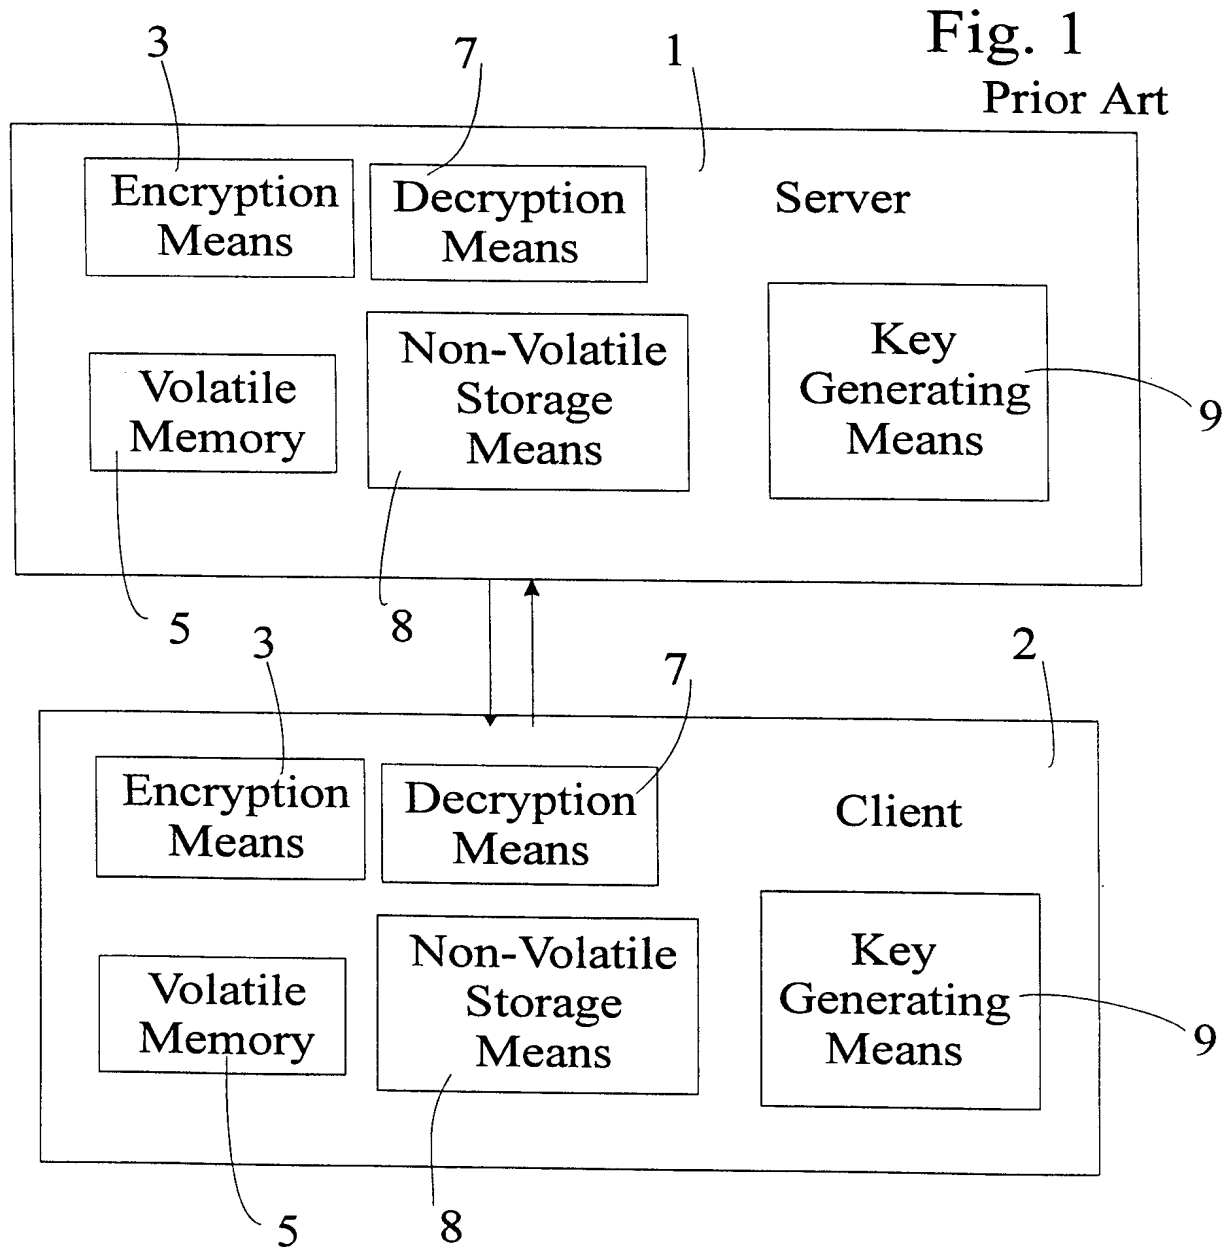 Fig. 1
Prior Art
3
7
1
Encryption
Means
Decryption
Means
Server
Volatile
Memory
Non-Volatile
Storage
Means
Key
Generating
Means
9
5
8
3
7
2
Encryption
Means
Decryption
Means
Client
Volatile
Memory
Non-Volatile
Storage
Means
Key
Generating
Means
9
5
8